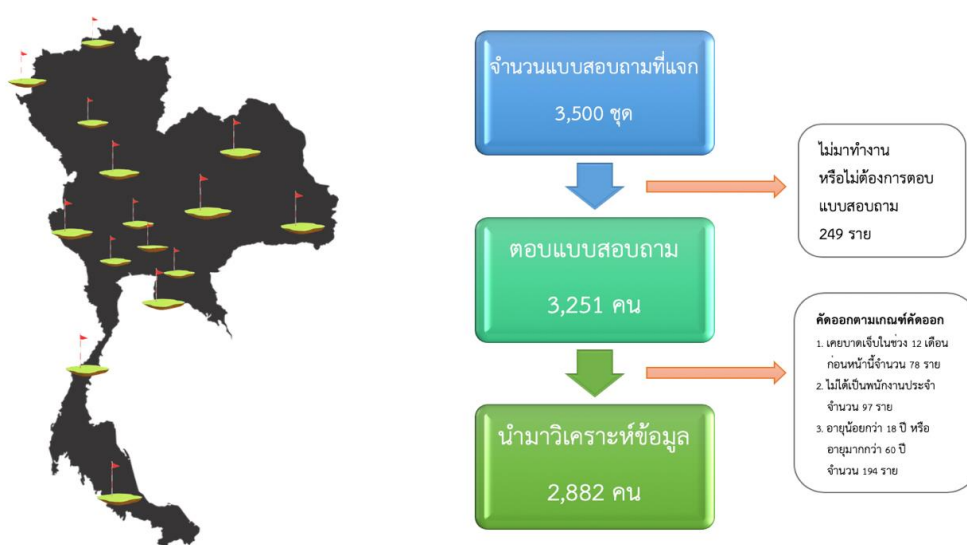 จำนวนแบบสอบถามที่แจก
3,500 ชุด
ไม่มาทำงาน
หรือไม่ต้องการตอบ
แบบสอบถาม
249 ราย
ตอบแบบสอบถาม
3,251 คน
คัดออกตามเกณฑ์คัดออก
1. เคยบาดเจ็บในช่วง 12 เดือน
ก่อนหน้านี้จำนวน 78 ราย
2. ไม่ได้เป็นพนักงานประจำ
จำนวน 97 ราย
3. อายุน้อยกว่า 18 ปี หรือ
อายุมากกว่า 60 ปี
จำนวน 194 ราย
นำมาวิเคราะห์ข้อมูล
2,882 คน